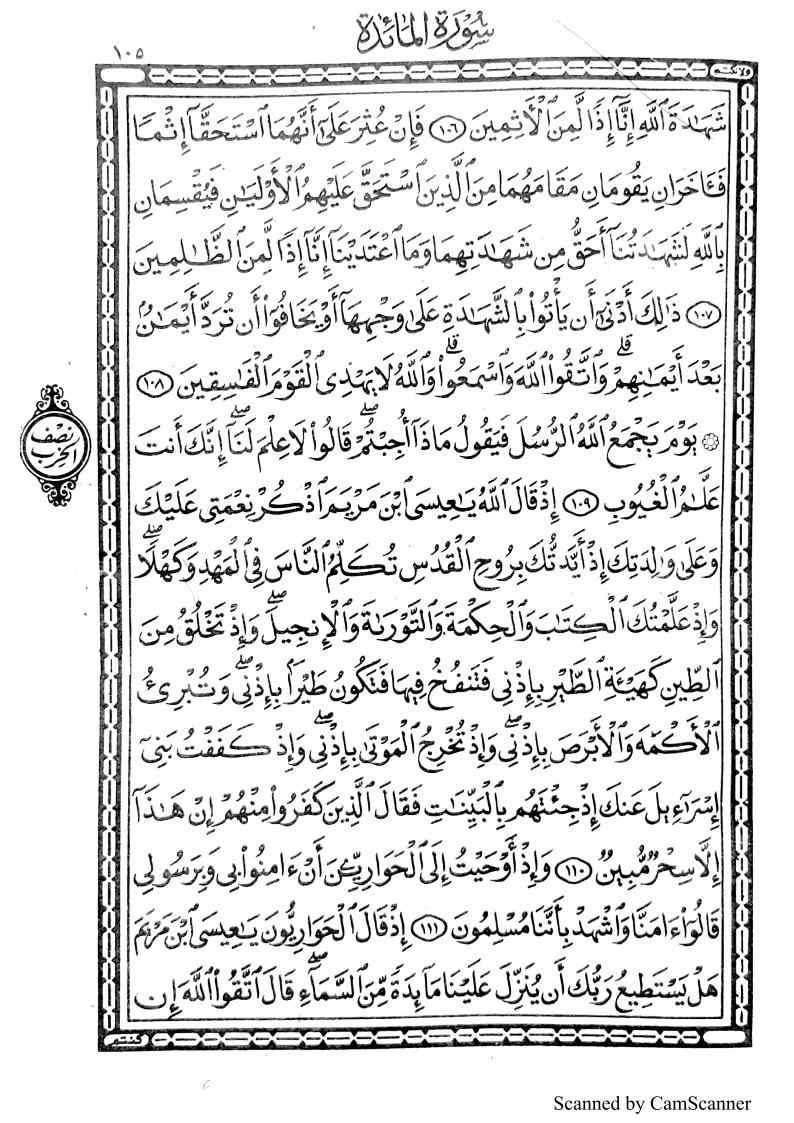 سُورَةُ المَائِدَة
١٠٥
ولا نكتم
شَهَٰدَةَ ٱللَّهِ إِنَّآ إِذًا لَّمِنَ ٱلْأَثِمِينَ ١٠٦ فَإِنْ عُثِرَ عَلَىٰٓ أَنَّهُمَا ٱسْتَحَقَّآ إِثْمًا
فَـَٔاخَرَانِ يَقُومَانِ مَقَامَهُمَا مِنَ ٱلَّذِينَ ٱسْتَحَقَّ عَلَيْهِمُ ٱلْأَوْلَيَٰنِ فَيُقْسِمَانِ
بِٱللَّهِ لَشَهَٰدَتُنَآ أَحَقُّ مِن شَهَٰدَتِهِمَا وَمَا ٱعْتَدَيْنَآ إِنَّآ إِذًا لَّمِنَ ٱلظَّٰلِمِينَ
١٠٧ ذَٰلِكَ أَدْنَىٰٓ أَن يَأْتُوا۟ بِٱلشَّهَٰدَةِ عَلَىٰ وَجْهِهَآ أَوْ يَخَافُوٓا۟ أَن تُرَدَّ أَيْمَٰنٌۢ
بَعْدَ أَيْمَٰنِهِمْ ۗ وَٱتَّقُوا۟ ٱللَّهَ وَٱسْمَعُوا۟ ۗ وَٱللَّهُ لَا يَهْدِى ٱلْقَوْمَ ٱلْفَٰسِقِينَ ١٠٨
۞ يَوْمَ يَجْمَعُ ٱللَّهُ ٱلرُّسُلَ فَيَقُولُ مَاذَآ أُجِبْتُمْ ۖ قَالُوا۟ لَا عِلْمَ لَنَآ ۖ إِنَّكَ أَنتَ
نِصْفُ
الحِزْب
عَلَّٰمُ ٱلْغُيُوبِ ١٠٩ إِذْ قَالَ ٱللَّهُ يَٰعِيسَى ٱبْنَ مَرْيَمَ ٱذْكُرْ نِعْمَتِى عَلَيْكَ
وَعَلَىٰ وَٰلِدَتِكَ إِذْ أَيَّدتُّكَ بِرُوحِ ٱلْقُدُسِ تُكَلِّمُ ٱلنَّاسَ فِى ٱلْمَهْدِ وَكَهْلًا ۖ
وَإِذْ عَلَّمْتُكَ ٱلْكِتَٰبَ وَٱلْحِكْمَةَ وَٱلتَّوْرَىٰةَ وَٱلْإِنجِيلَ ۖ وَإِذْ تَخْلُقُ مِنَ
ٱلطِّينِ كَهَيْـَٔةِ ٱلطَّيْرِ بِإِذْنِى فَتَنفُخُ فِيهَا فَتَكُونُ طَيْرًۢا بِإِذْنِى ۖ وَتُبْرِئُ
ٱلْأَكْمَهَ وَٱلْأَبْرَصَ بِإِذْنِى ۖ وَإِذْ تُخْرِجُ ٱلْمَوْتَىٰ بِإِذْنِى ۖ وَإِذْ كَفَفْتُ بَنِىٓ
إِسْرَٰٓءِيلَ عَنكَ إِذْ جِئْتَهُم بِٱلْبَيِّنَٰتِ فَقَالَ ٱلَّذِينَ كَفَرُوا۟ مِنْهُمْ إِنْ هَٰذَآ
إِلَّا سِحْرٌ مُّبِينٌ ١١٠ وَإِذْ أَوْحَيْتُ إِلَى ٱلْحَوَارِيِّـۧنَ أَنْ ءَامِنُوا۟ بِى وَبِرَسُولِى
قَالُوٓا۟ ءَامَنَّا وَٱشْهَدْ بِأَنَّنَا مُسْلِمُونَ ١١١ إِذْ قَالَ ٱلْحَوَارِيُّونَ يَٰعِيسَى ٱبْنَ مَرْيَمَ
هَلْ يَسْتَطِيعُ رَبُّكَ أَن يُنَزِّلَ عَلَيْنَا مَآئِدَةً مِّنَ ٱلسَّمَآءِ ۖ قَالَ ٱتَّقُوا۟ ٱللَّهَ إِن
كنتم
Scanned by CamScanner